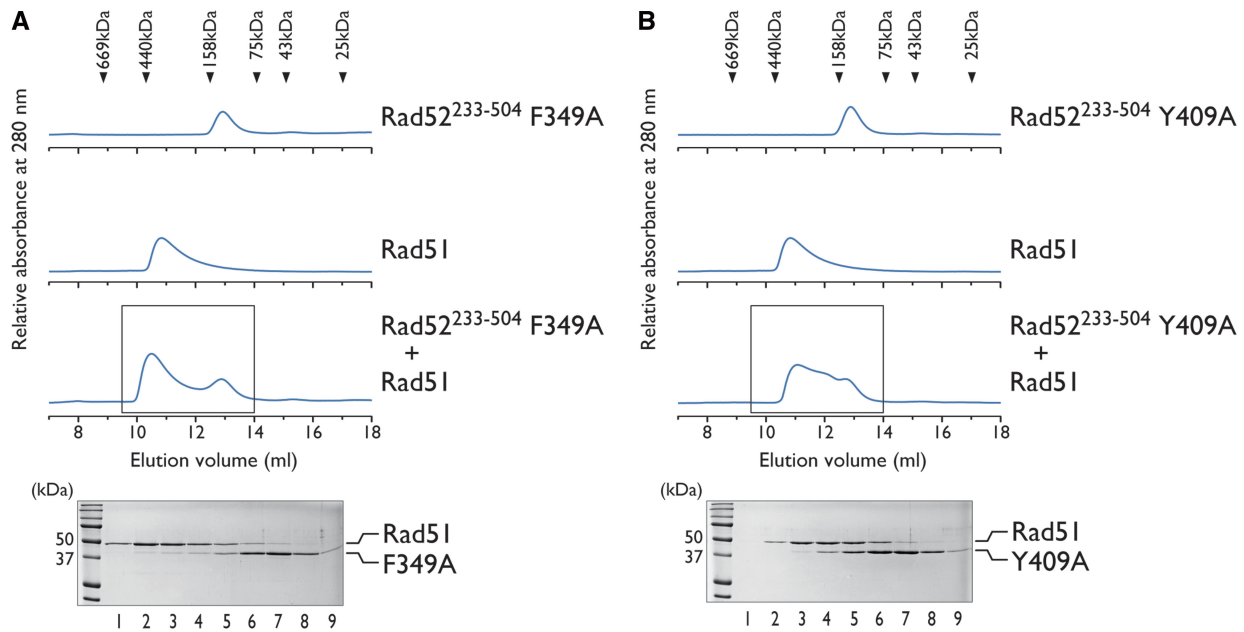 A
669kDa 440kDa 158kDa 75kDa 43kDa 25kDa
Relative absorbance at 280 nm
Rad52²³³⁻⁵⁰⁴ F349A
Rad51
Rad52²³³⁻⁵⁰⁴ F349A
+
Rad51
8 10 12 14 16 18
Elution volume (ml)
(kDa)
50
37
Rad51
F349A
1 2 3 4 5 6 7 8 9
B
669kDa 440kDa 158kDa 75kDa 43kDa 25kDa
Relative absorbance at 280 nm
Rad52²³³⁻⁵⁰⁴ Y409A
Rad51
Rad52²³³⁻⁵⁰⁴ Y409A
+
Rad51
8 10 12 14 16 18
Elution volume (ml)
(kDa)
50
37
Rad51
Y409A
1 2 3 4 5 6 7 8 9